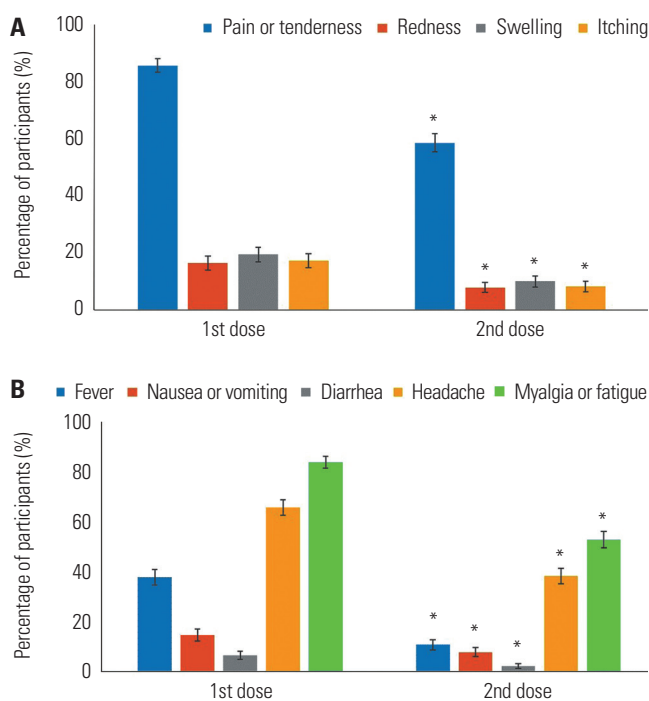 A
Pain or tenderness Redness Swelling Itching
Percentage of participants (%)
100
80
60
40
20
0
* * * *
1st dose 2nd dose
B
Fever Nausea or vomiting Diarrhea Headache Myalgia or fatigue
Percentage of participants (%)
100
80
60
40
20
0
* * * * *
1st dose 2nd dose